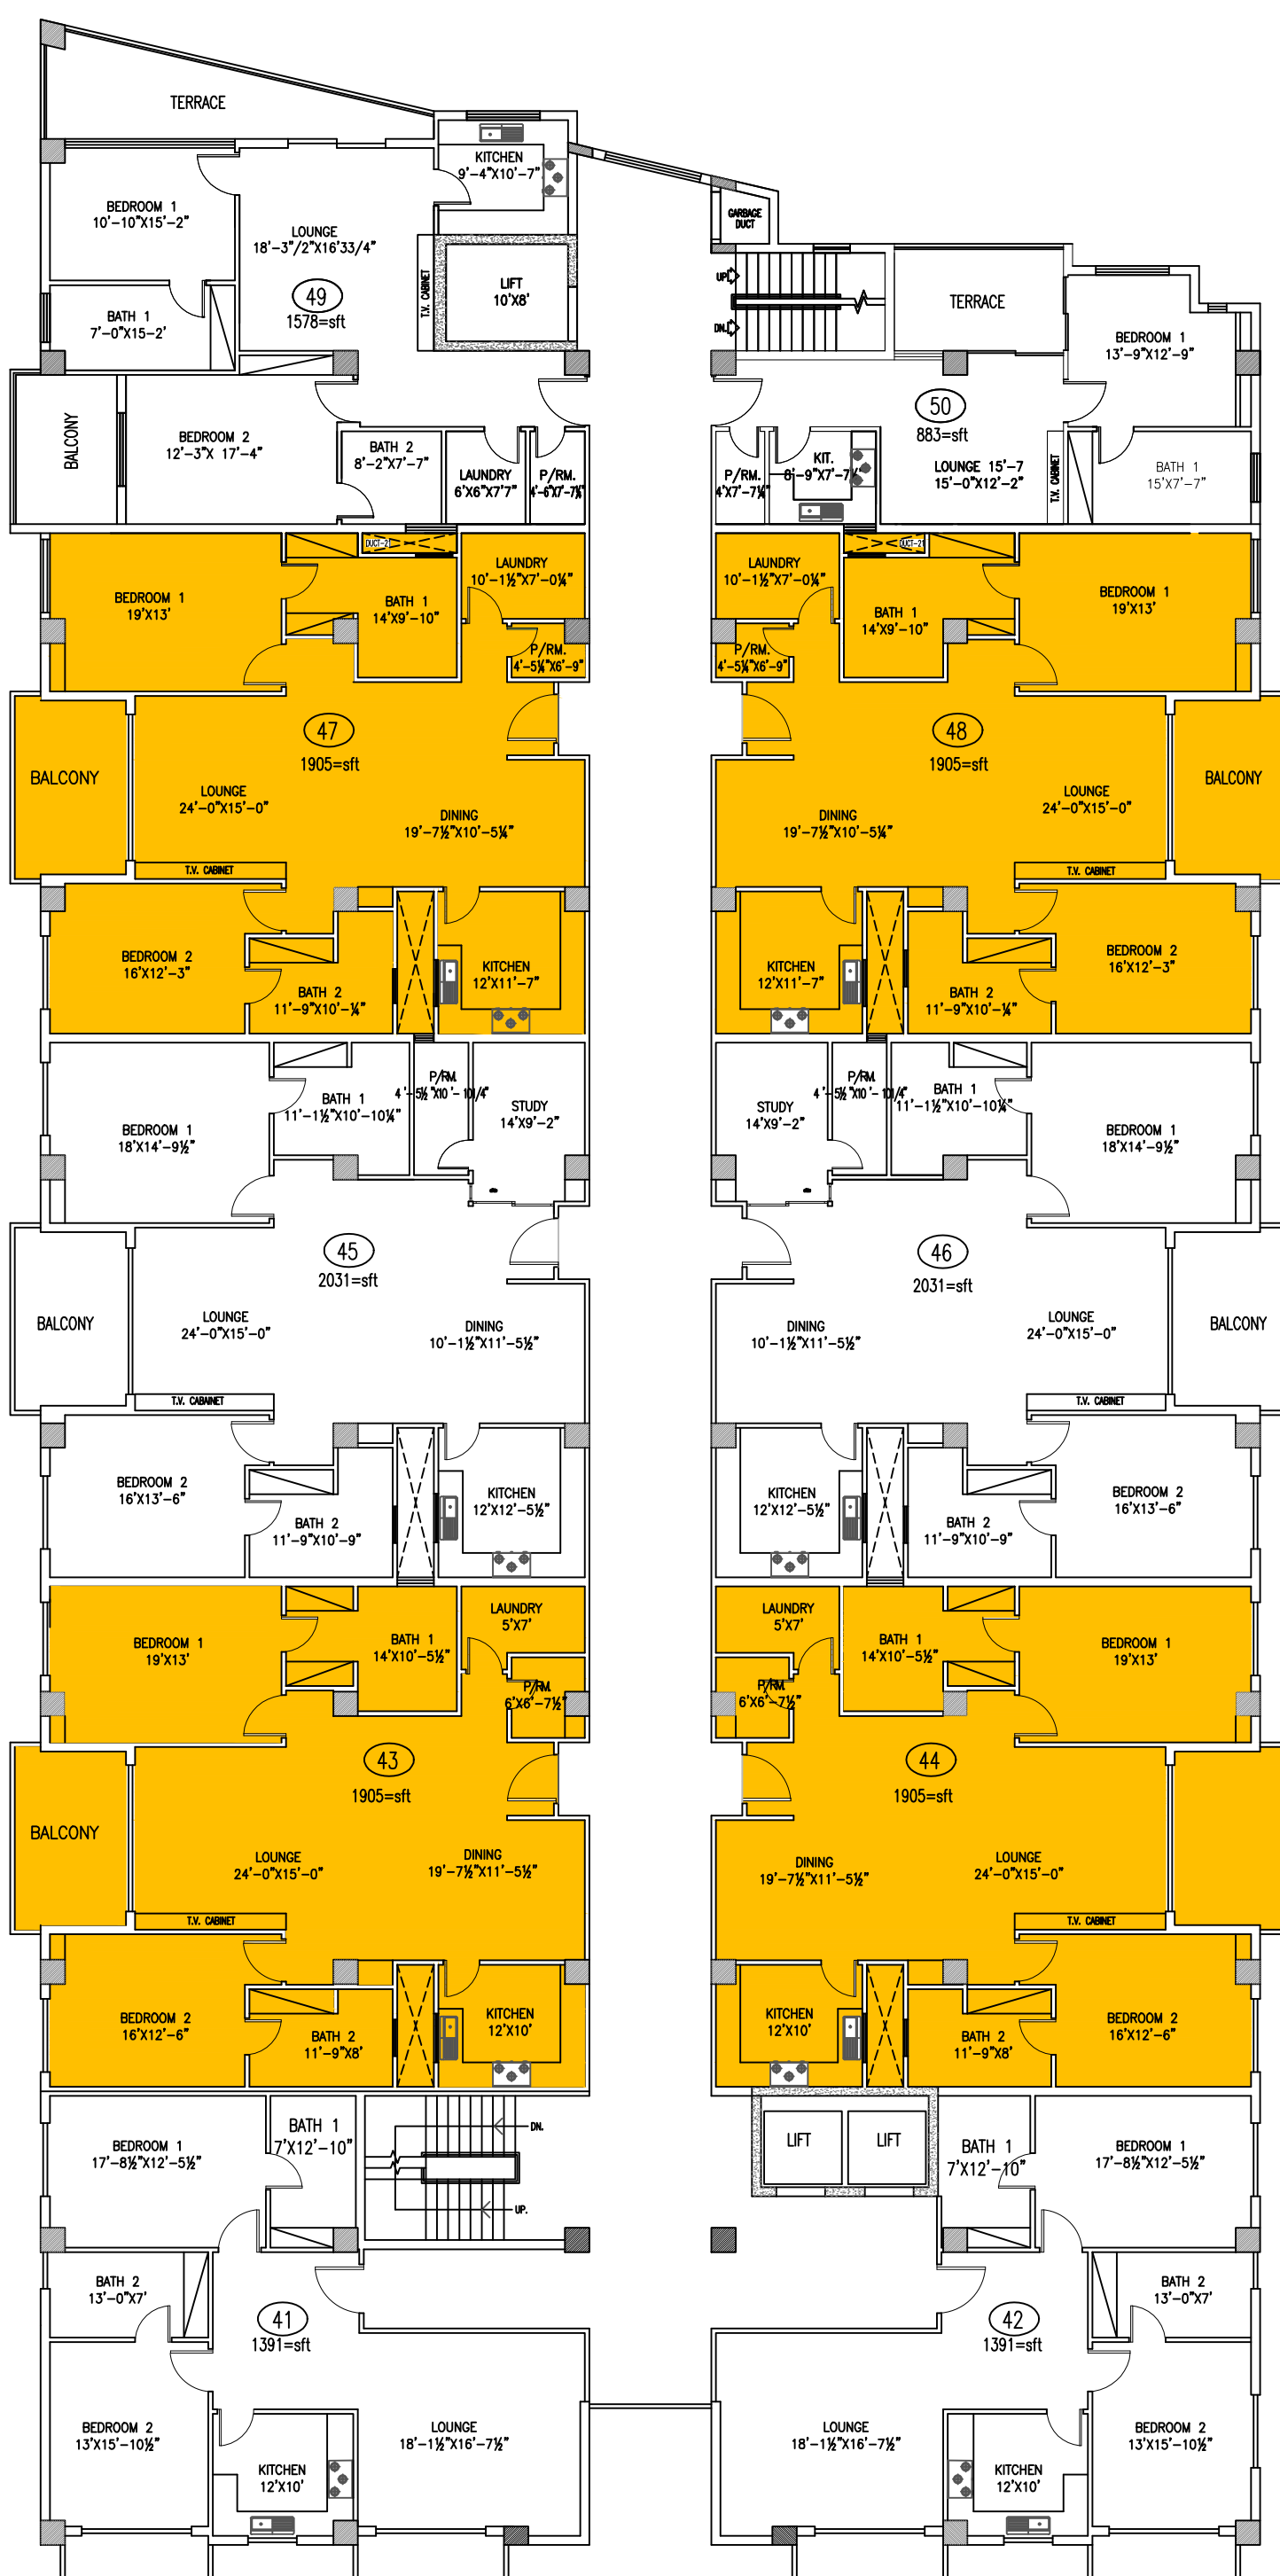 TERRACE
KITCHEN
9'-4"X10'-7"
BEDROOM 1
10'-10"X15'-2"
LOUNGE
18'-3"/2"X16'33/4"
49
1578=sft
T.V. CABINET
LIFT
10'X8'
BATH 1
7'-0"X15-2'
BALCONY
BEDROOM 2
12'-3"X 17'-4"
BATH 2
8'-2"X7'-7"
LAUNDRY
6'X6"X7'7"
P/RM.
4'-6"X7'-7¼"
GARBAGE
DUCT
UP
DN.
TERRACE
BEDROOM 1
13'-9"X12'-9"
50
883=sft
P/RM.
4'X7'-7¼"
KIT.
8'-9"X7'-7¼"
LOUNGE 15'-7
15'-0"X12'-2"
T.V. CABINET
BATH 1
15'X7'-7"
BEDROOM 1
19'X13'
DUCT-21
BATH 1
14'X9'-10"
LAUNDRY
10'-1½"X7'-0¼"
P/RM.
4'-5¼"X6'-9"
47
1905=sft
BALCONY
LOUNGE
24'-0"X15'-0"
DINING
19'-7½"X10'-5¼"
T.V. CABINET
BEDROOM 2
16'X12'-3"
BATH 2
11'-9"X10'-¼"
KITCHEN
12'X11'-7"
LAUNDRY
10'-1½"X7'-0¼"
DUCT-21
BATH 1
14'X9'-10"
BEDROOM 1
19'X13'
P/RM.
4'-5¼"X6'-9"
48
1905=sft
DINING
19'-7½"X10'-5¼"
LOUNGE
24'-0"X15'-0"
BALCONY
T.V. CABINET
KITCHEN
12'X11'-7"
BATH 2
11'-9"X10'-¼"
BEDROOM 2
16'X12'-3"
BEDROOM 1
18'X14'-9½"
BATH 1
11'-1½"X10'-10¼"
P/RM.
4'-5½"X10'-101/4"
STUDY
14'X9'-2"
45
2031=sft
BALCONY
LOUNGE
24'-0"X15'-0"
DINING
10'-1½"X11'-5½"
T.V. CABAINET
BEDROOM 2
16'X13'-6"
BATH 2
11'-9"X10'-9"
KITCHEN
12'X12'-5½"
STUDY
14'X9'-2"
P/RM.
4'-5½"X10'-101/4"
BATH 1
11'-1½"X10'-10¼"
BEDROOM 1
18'X14'-9½"
46
2031=sft
DINING
10'-1½"X11'-5½"
LOUNGE
24'-0"X15'-0"
BALCONY
T.V. CABINET
KITCHEN
12'X12'-5½"
BATH 2
11'-9"X10'-9"
BEDROOM 2
16'X13'-6"
BEDROOM 1
19'X13'
BATH 1
14'X10'-5½"
LAUNDRY
5'X7'
P/RM.
6'X6'-7½"
43
1905=sft
BALCONY
LOUNGE
24'-0"X15'-0"
DINING
19'-7½"X11'-5½"
T.V. CABINET
BEDROOM 2
16'X12'-6"
BATH 2
11'-9"X8'
KITCHEN
12'X10'
LAUNDRY
5'X7'
BATH 1
14'X10'-5½"
BEDROOM 1
19'X13'
P/RM.
6'X6'-7½"
44
1905=sft
DINING
19'-7½"X11'-5½"
LOUNGE
24'-0"X15'-0"
T.V. CABINET
KITCHEN
12'X10'
BATH 2
11'-9"X8'
BEDROOM 2
16'X12'-6"
BEDROOM 1
17'-8½"X12'-5½"
BATH 1
7'X12'-10"
DN.
UP.
BATH 2
13'-0"X7'
41
1391=sft
BEDROOM 2
13'X15'-10½"
KITCHEN
12'X10'
LOUNGE
18'-1½"X16'-7½"
LIFT
LIFT
BATH 1
7'X12'-10"
BEDROOM 1
17'-8½"X12'-5½"
BATH 2
13'-0"X7'
42
1391=sft
LOUNGE
18'-1½"X16'-7½"
KITCHEN
12'X10'
BEDROOM 2
13'X15'-10½"